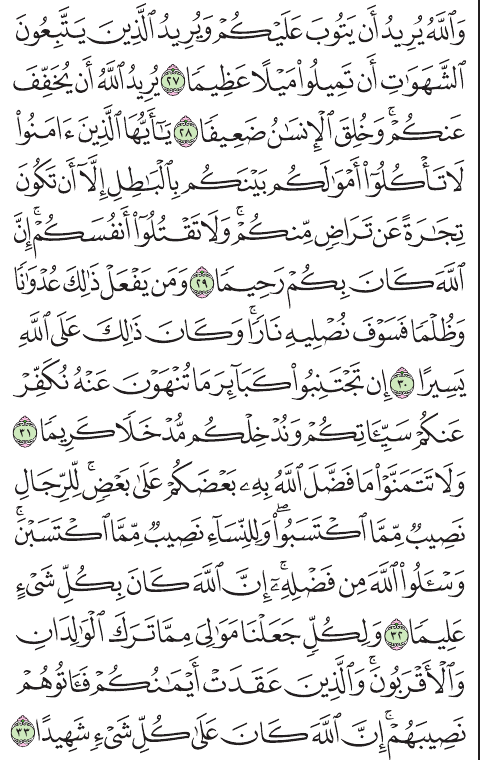 وَٱللَّهُ يُرِيدُ أَن يَتُوبَ عَلَيْكُمْ وَيُرِيدُ ٱلَّذِينَ يَتَّبِعُونَ
ٱلشَّهَوَٰتِ أَن تَمِيلُوا۟ مَيْلًا عَظِيمًا ٢٧ يُرِيدُ ٱللَّهُ أَن يُخَفِّفَ
عَنكُمْ ۚ وَخُلِقَ ٱلْإِنسَٰنُ ضَعِيفًا ٢٨ يَٰٓأَيُّهَا ٱلَّذِينَ ءَامَنُوا۟
لَا تَأْكُلُوٓا۟ أَمْوَٰلَكُم بَيْنَكُم بِٱلْبَٰطِلِ إِلَّآ أَن تَكُونَ
تِجَٰرَةً عَن تَرَاضٍ مِّنكُمْ ۚ وَلَا تَقْتُلُوٓا۟ أَنفُسَكُمْ ۚ إِنَّ
ٱللَّهَ كَانَ بِكُمْ رَحِيمًا ٢٩ وَمَن يَفْعَلْ ذَٰلِكَ عُدْوَٰنًا
وَظُلْمًا فَسَوْفَ نُصْلِيهِ نَارًا ۚ وَكَانَ ذَٰلِكَ عَلَى ٱللَّهِ
يَسِيرًا ٣٠ إِن تَجْتَنِبُوا۟ كَبَآئِرَ مَا تُنْهَوْنَ عَنْهُ نُكَفِّرْ
عَنكُمْ سَيِّـَٔاتِكُمْ وَنُدْخِلْكُم مُّدْخَلًا كَرِيمًا ٣١
وَلَا تَتَمَنَّوْا۟ مَا فَضَّلَ ٱللَّهُ بِهِۦ بَعْضَكُمْ عَلَىٰ بَعْضٍ ۚ لِّلرِّجَالِ
نَصِيبٌ مِّمَّا ٱكْتَسَبُوا۟ ۖ وَلِلنِّسَآءِ نَصِيبٌ مِّمَّا ٱكْتَسَبْنَ ۚ
وَسْـَٔلُوا۟ ٱللَّهَ مِن فَضْلِهِۦٓ ۗ إِنَّ ٱللَّهَ كَانَ بِكُلِّ شَىْءٍ
عَلِيمًا ٣٢ وَلِكُلٍّ جَعَلْنَا مَوَٰلِىَ مِمَّا تَرَكَ ٱلْوَٰلِدَانِ
وَٱلْأَقْرَبُونَ ۚ وَٱلَّذِينَ عَقَدَتْ أَيْمَٰنُكُمْ فَـَٔاتُوهُمْ
نَصِيبَهُمْ ۚ إِنَّ ٱللَّهَ كَانَ عَلَىٰ كُلِّ شَىْءٍ شَهِيدًا ٣٣